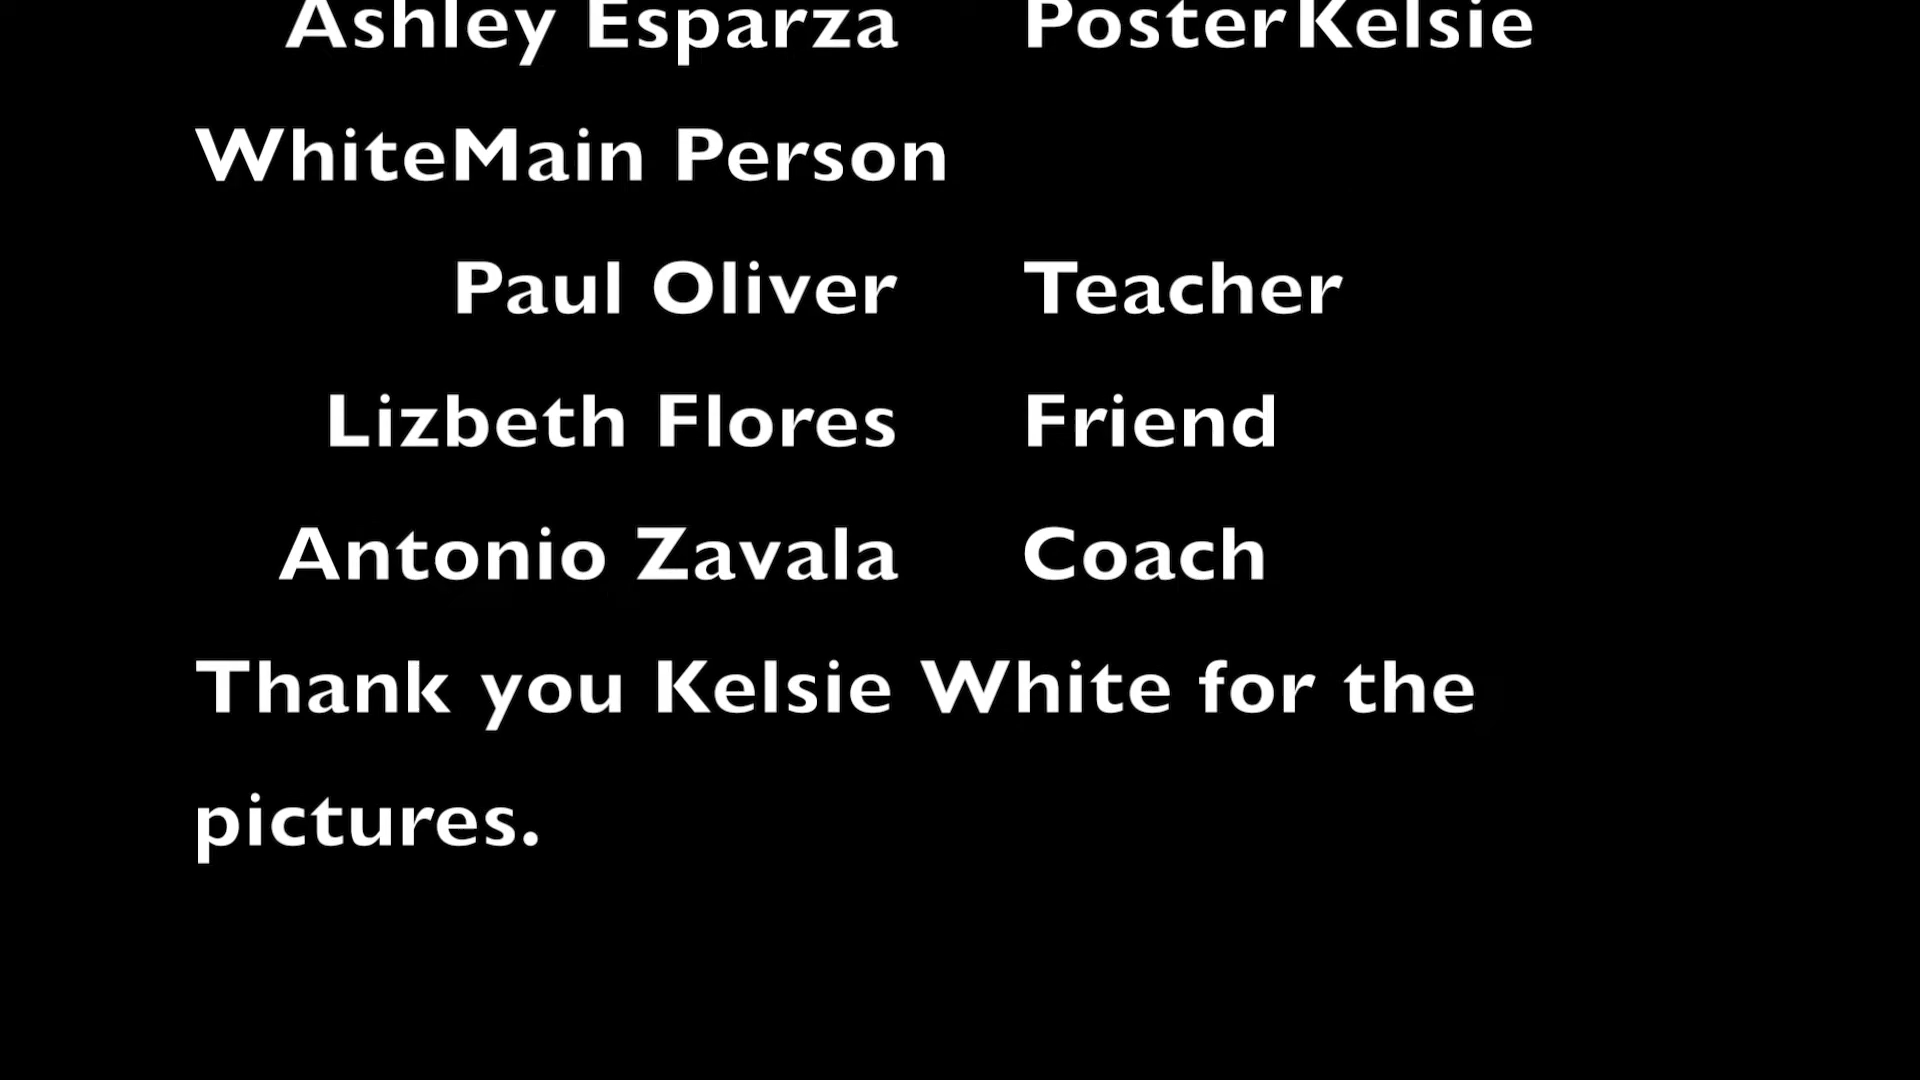 Ashley Esparza PosterKelsie
WhiteMain Person
Paul Oliver Teacher
Lizbeth Flores Friend
Antonio Zavala Coach
Thank you Kelsie White for the
pictures.